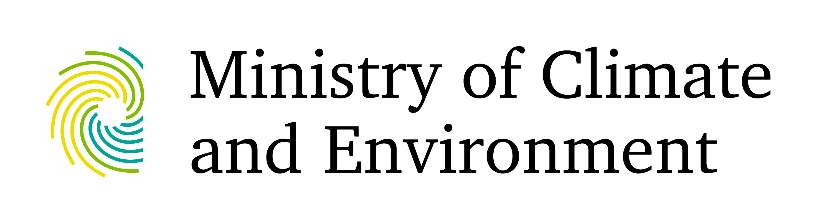 Ministry of Climate
and Environment